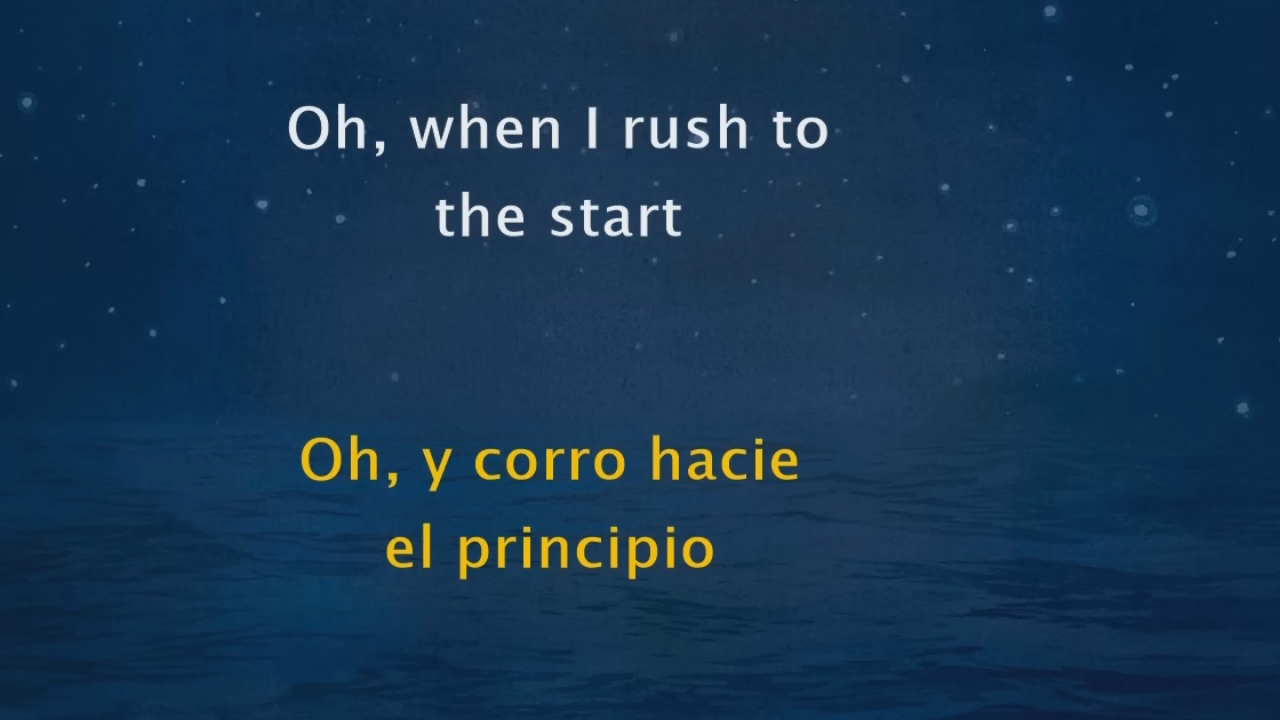 Oh, when I rush to
the start
Oh, y corro hacie
el principio